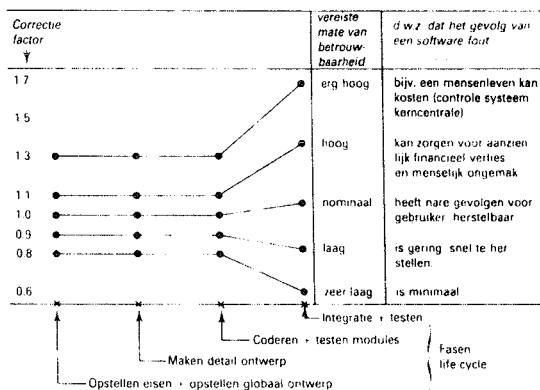 Correctie
factor
vereiste
mate van
betrouw-
baarheid
d.w.z. dat het gevolg van
een software fout
1.7
erg hoog
bijv. een mensenleven kan
kosten (controle systeem
kerncentrale)
1.5
1.3
hoog
kan zorgen voor aanzien
lijk financieel verlies
en menselijk ongemak
1.1
1.0
nominaal
heeft nare gevolgen voor
gebruiker herstelbaar
0.9
0.8
laag
is gering snel te her
stellen.
0.6
zeer laag
is minimaal
Integratie + testen
Coderen + testen modules
Maken detail ontwerp
Opstellen eisen + opstellen globaal ontwerp
Fasen
life-cycle